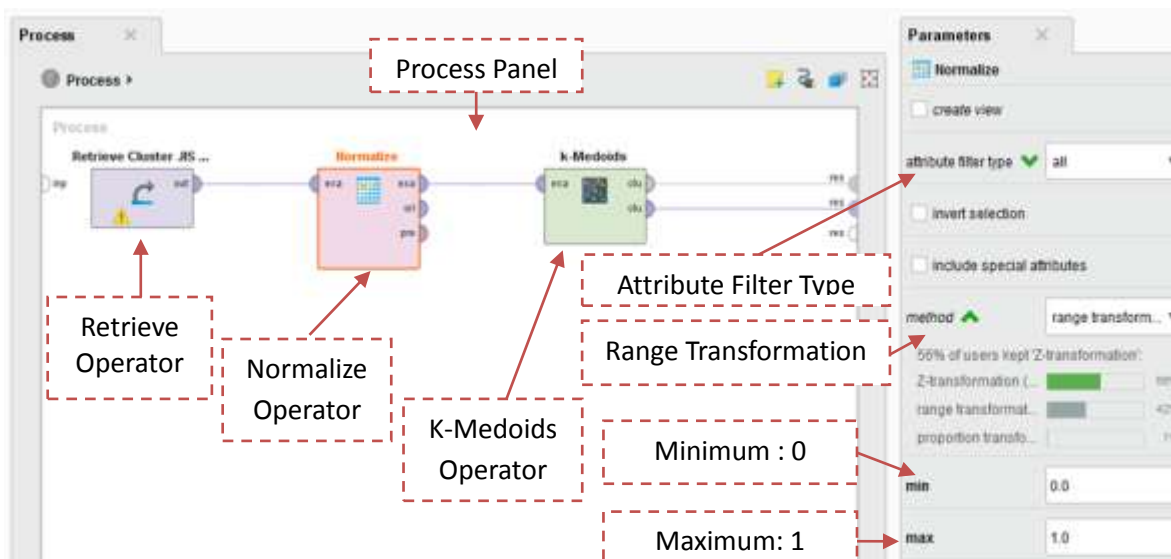 Process
Parameters
Process
Process Panel
Normalize
create view
Process
Retrieve Cluster JIS ...
Normalize
k-Medoids
inp
out
exa
exa
ori
pre
exa
clu
clu
res
res
res
attribute filter type
all
invert selection
include special attributes
Attribute Filter Type
Retrieve
Operator
Normalize
Operator
K-Medoids
Operator
Range Transformation
method
range transform...
56% of users kept 'Z-transformation':
Z-transformation (...
range transformat...
proportion transfo...
Minimum : 0
min
0.0
Maximum: 1
max
1.0